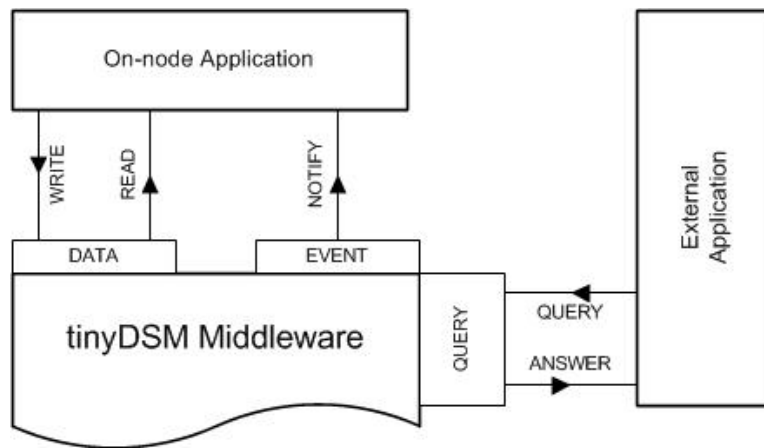 On-node Application
WRITE
READ
NOTIFY
DATA
EVENT
tinyDSM Middleware
QUERY
QUERY
ANSWER
External
Application